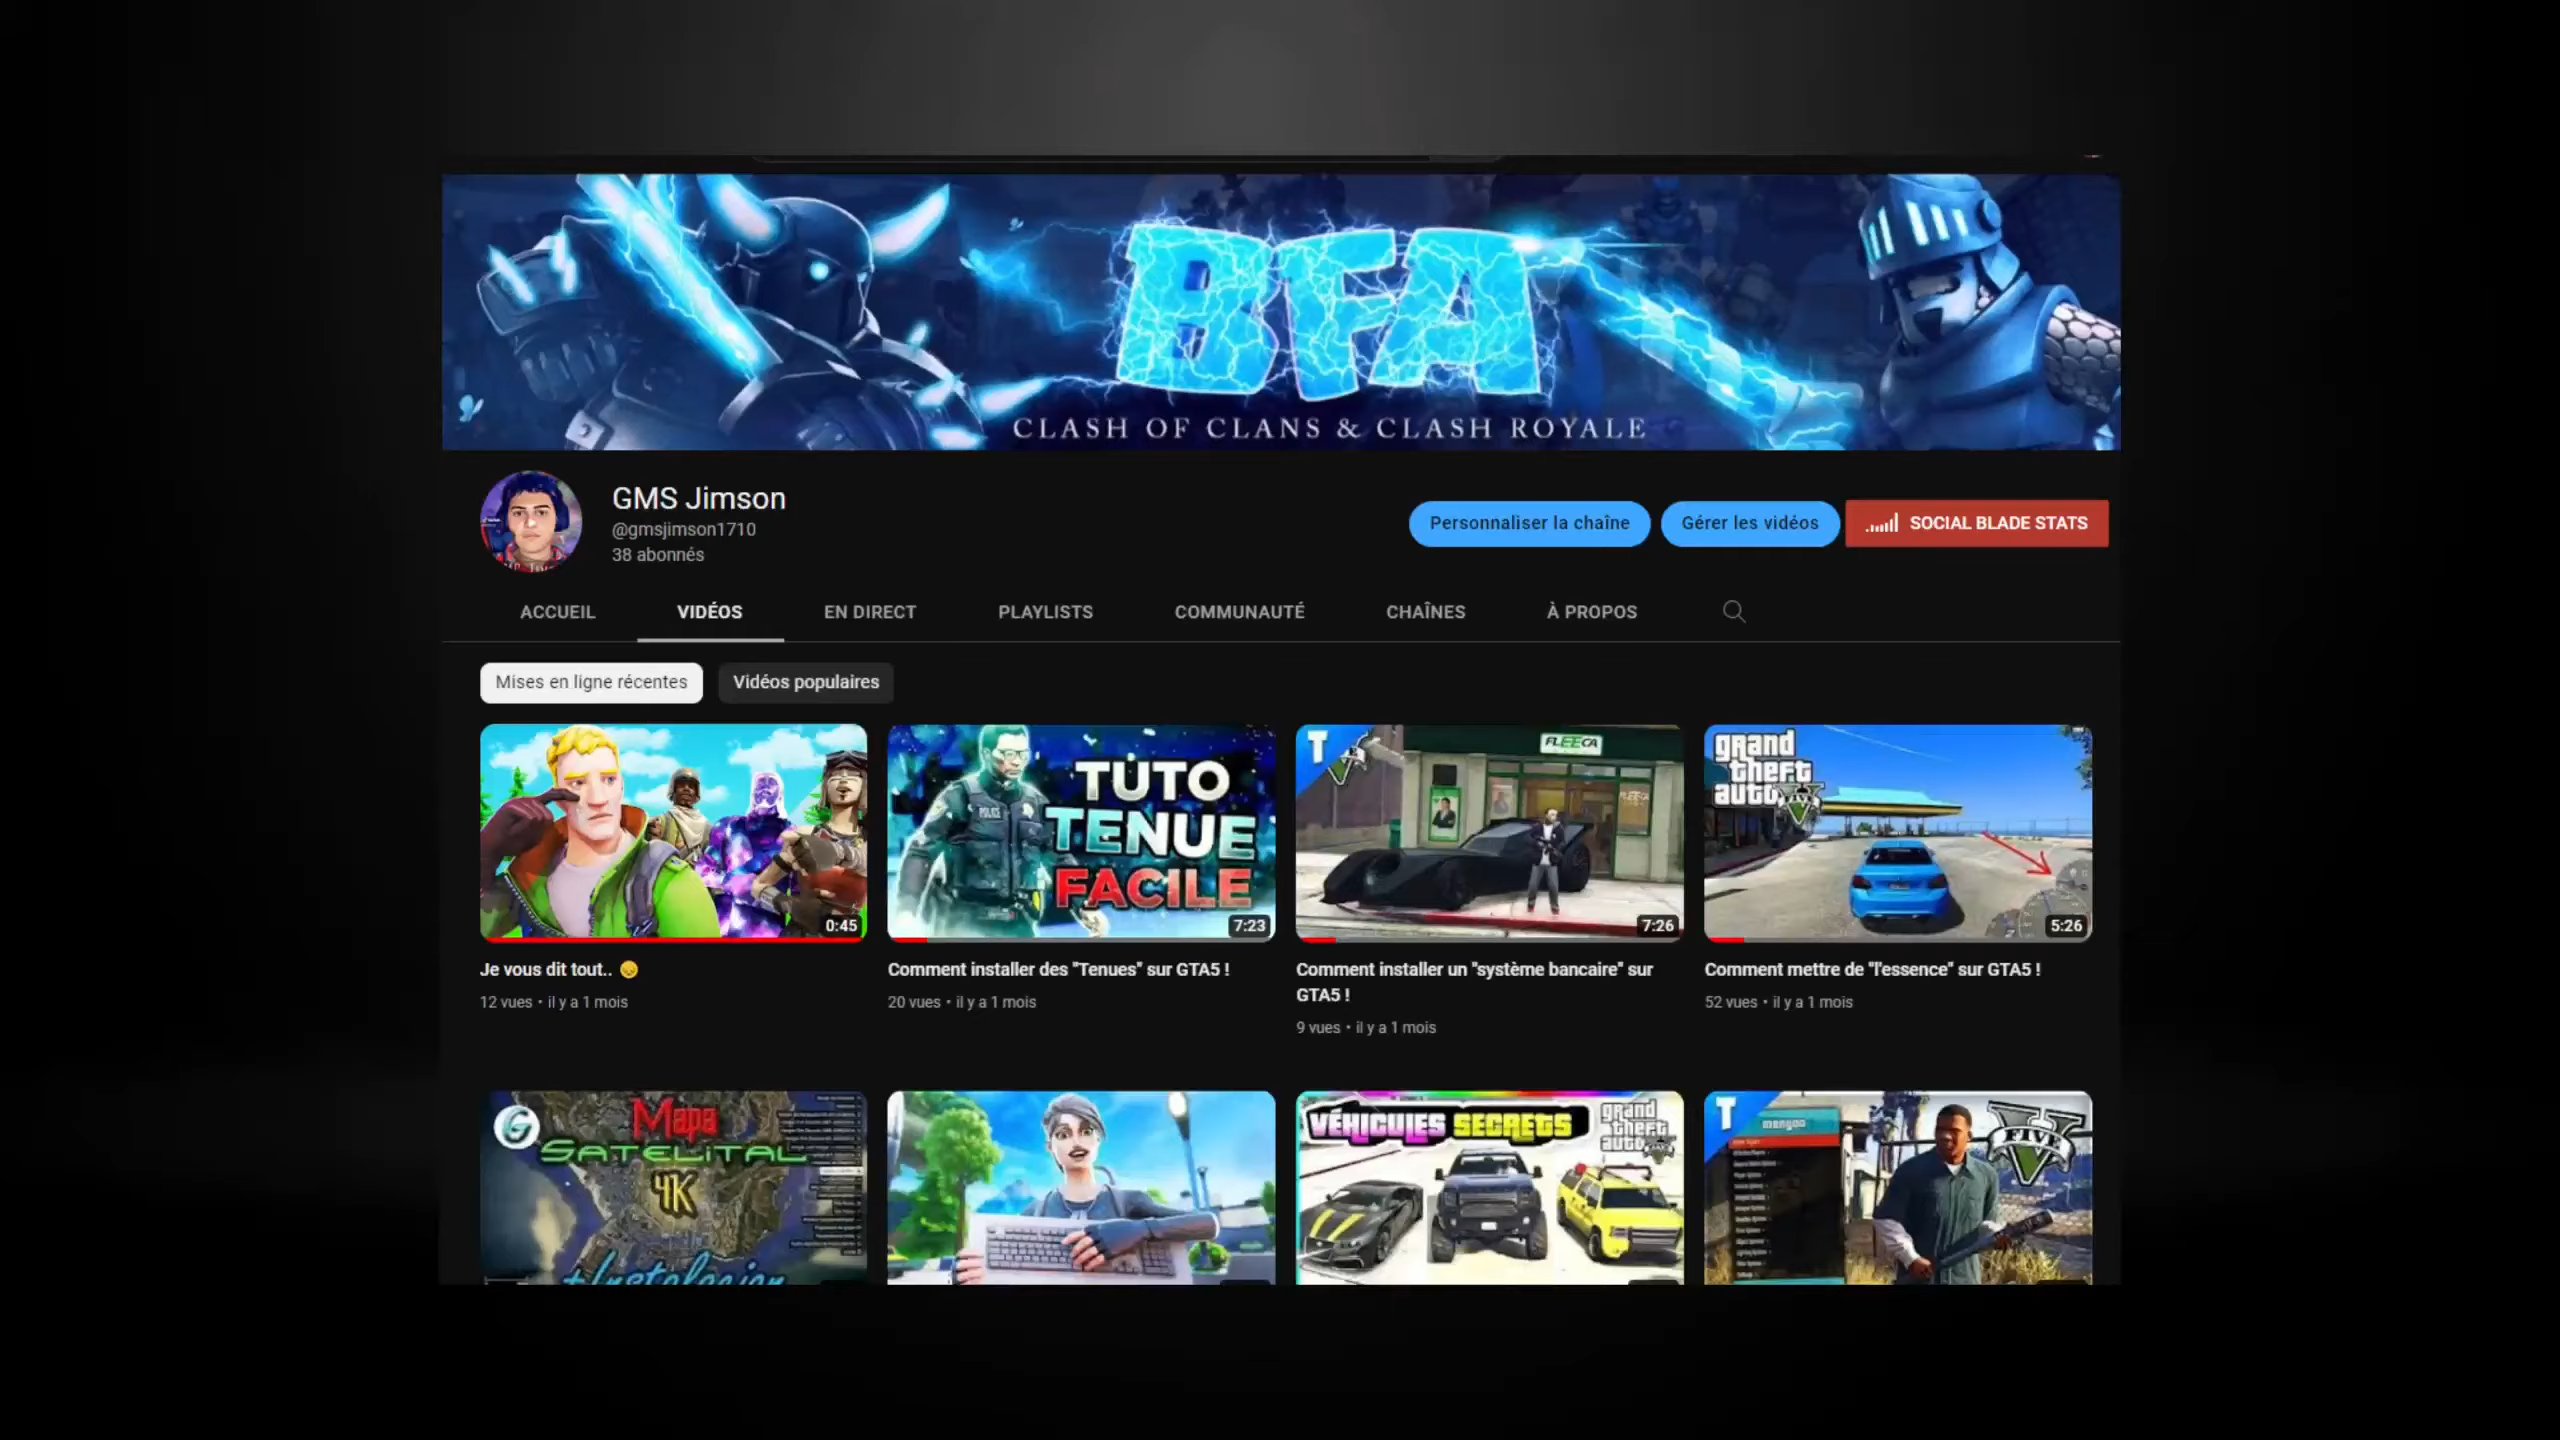 BFA
CLASH OF CLANS & CLASH ROYALE
GMS Jimson
@gmsjimson1710
38 abonnés
Personnaliser la chaîne
Gérer les vidéos
SOCIAL BLADE STATS
ACCUEIL
VIDÉOS
EN DIRECT
PLAYLISTS
COMMUNAUTÉ
CHAÎNES
À PROPOS
Mises en ligne récentes
Vidéos populaires
0:45
POLICE
TUTO
TENUE
FACILE
7:23
T
V
FLEECA
7:26
grand
theft
auto
V
5:26
Je vous dit tout.. 😞
12 vues • il y a 1 mois
Comment installer des "Tenues" sur GTA5 !
20 vues • il y a 1 mois
Comment installer un "système bancaire" sur
GTA5 !
9 vues • il y a 1 mois
Comment mettre de "l'essence" sur GTA5 !
52 vues • il y a 1 mois
G
Mapa
SATELITAL
4K
VÉHICULES SECRETS
grand
theft
auto
T
menyoo
V
FIVE